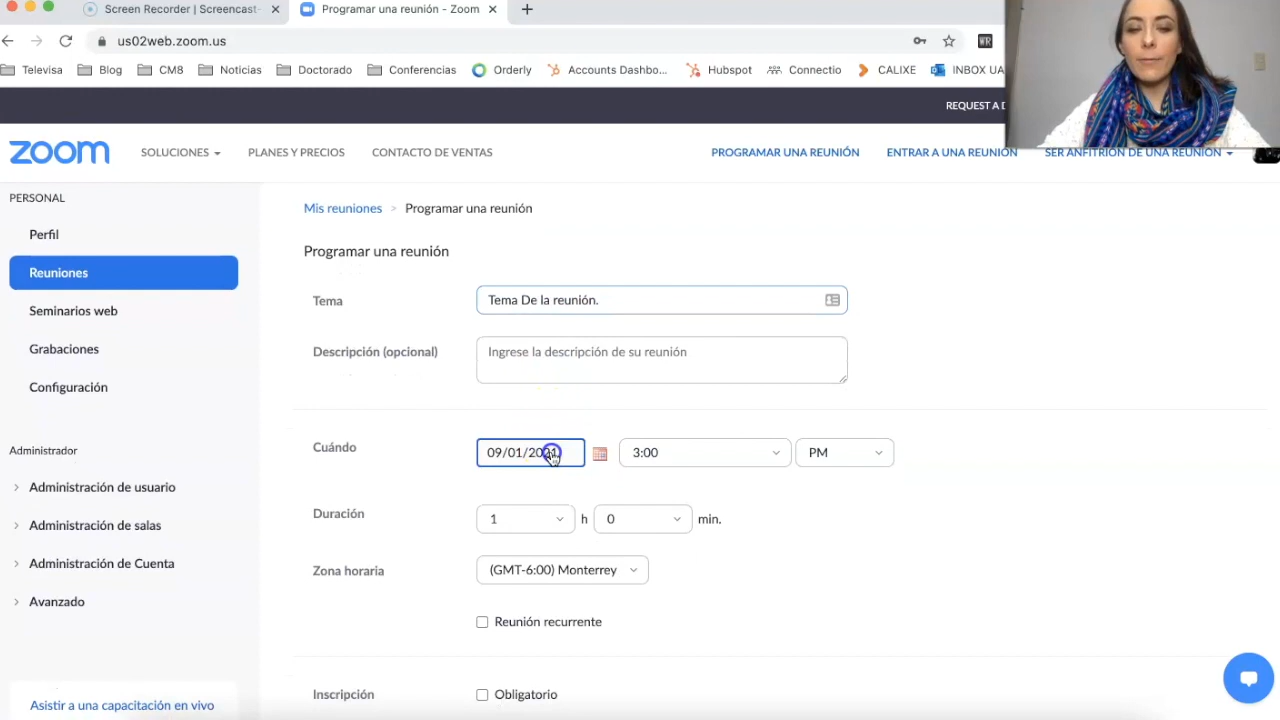 Screen Recorder | Screencast-
Programar una reunión - Zoom
us02web.zoom.us
WR
Televisa Blog CM8 Noticias Doctorado Conferencias Orderly Accounts Dashbo... Hubspot Connectio CALIXE INBOX UA
REQUEST A D
zoom SOLUCIONES PLANES Y PRECIOS CONTACTO DE VENTAS PROGRAMAR UNA REUNIÓN ENTRAR A UNA REUNIÓN SER ANFITRIÓN DE UNA REUNIÓN
PERSONAL
Perfil
Reuniones
Seminarios web
Grabaciones
Configuración
Administrador
Administración de usuario
Administración de salas
Administración de Cuenta
Avanzado
Asistir a una capacitación en vivo
Mis reuniones > Programar una reunión
Programar una reunión
Tema Tema De la reunión.
Descripción (opcional) Ingrese la descripción de su reunión
Cuándo 09/01/2021 3:00 PM
Duración 1 h 0 min.
Zona horaria (GMT-6:00) Monterrey
Reunión recurrente
Inscripción Obligatorio